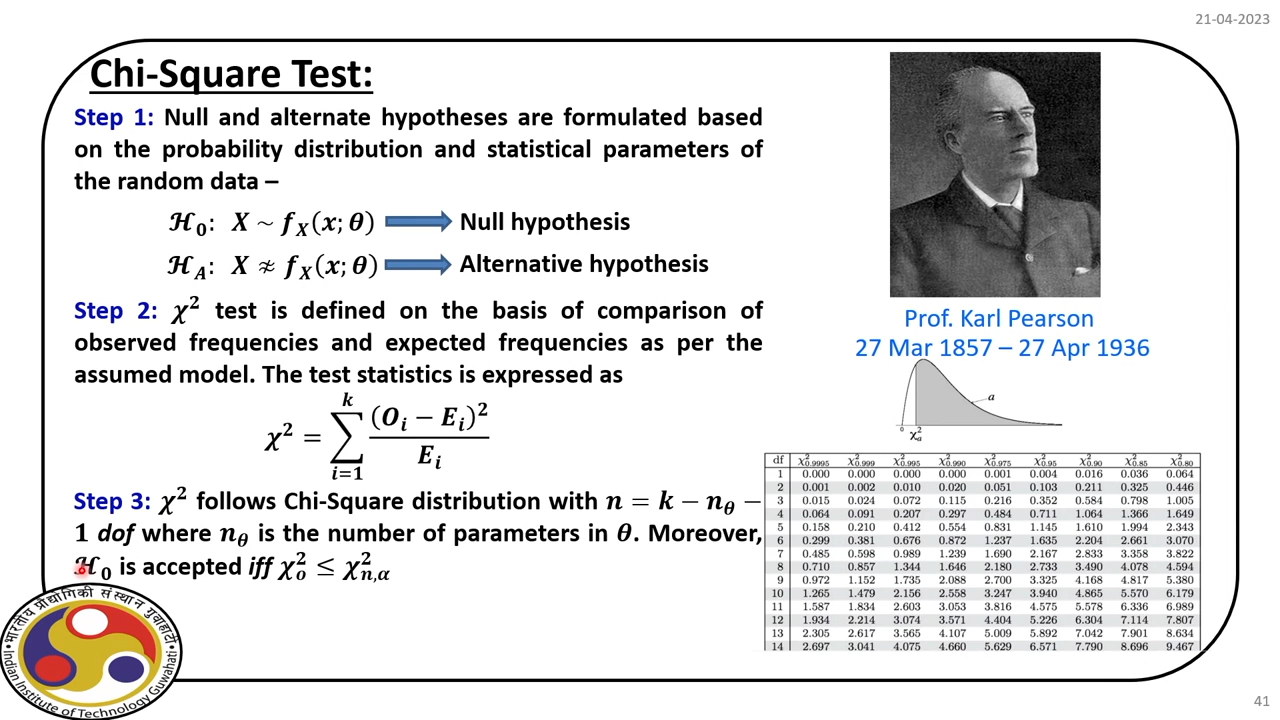 21-04-2023
Chi-Square Test:
Step 1: Null and alternate hypotheses are formulated based
on the probability distribution and statistical parameters of
the random data –
ℋ₀: X ~ f_X(x; θ) Null hypothesis
ℋ_A: X ≁ f_X(x; θ) Alternative hypothesis
Step 2: χ² test is defined on the basis of comparison of
observed frequencies and expected frequencies as per the
assumed model. The test statistics is expressed as
χ² = ∑_{i=1}^{k} (O_i − E_i)² / E_i
Step 3: χ² follows Chi-Square distribution with n = k − n_θ −
1 dof where n_θ is the number of parameters in θ. Moreover,
ℋ₀ is accepted iff χ²_o ≤ χ²_{n,α}
Prof. Karl Pearson
27 Mar 1857 – 27 Apr 1936
a
0 χ²_a
df χ²_0.9995 χ²_0.999 χ²_0.995 χ²_0.990 χ²_0.975 χ²_0.95 χ²_0.90 χ²_0.85 χ²_0.80
1 0.000 0.000 0.000 0.000 0.001 0.004 0.016 0.036 0.064
2 0.001 0.002 0.010 0.020 0.051 0.103 0.211 0.325 0.446
3 0.015 0.024 0.072 0.115 0.216 0.352 0.584 0.798 1.005
4 0.064 0.091 0.207 0.297 0.484 0.711 1.064 1.366 1.649
5 0.158 0.210 0.412 0.554 0.831 1.145 1.610 1.994 2.343
6 0.299 0.381 0.676 0.872 1.237 1.635 2.204 2.661 3.070
7 0.485 0.598 0.989 1.239 1.690 2.167 2.833 3.358 3.822
8 0.710 0.857 1.344 1.646 2.180 2.733 3.490 4.078 4.594
9 0.972 1.152 1.735 2.088 2.700 3.325 4.168 4.817 5.380
10 1.265 1.479 2.156 2.558 3.247 3.940 4.865 5.570 6.179
11 1.587 1.834 2.603 3.053 3.816 4.575 5.578 6.336 6.989
12 1.934 2.214 3.074 3.571 4.404 5.226 6.304 7.114 7.807
13 2.305 2.617 3.565 4.107 5.009 5.892 7.042 7.901 8.634
14 2.697 3.041 4.075 4.660 5.629 6.571 7.790 8.696 9.467
भारतीय प्रौद्योगिकी संस्थान गुवाहाटी
Indian Institute of Technology Guwahati
41